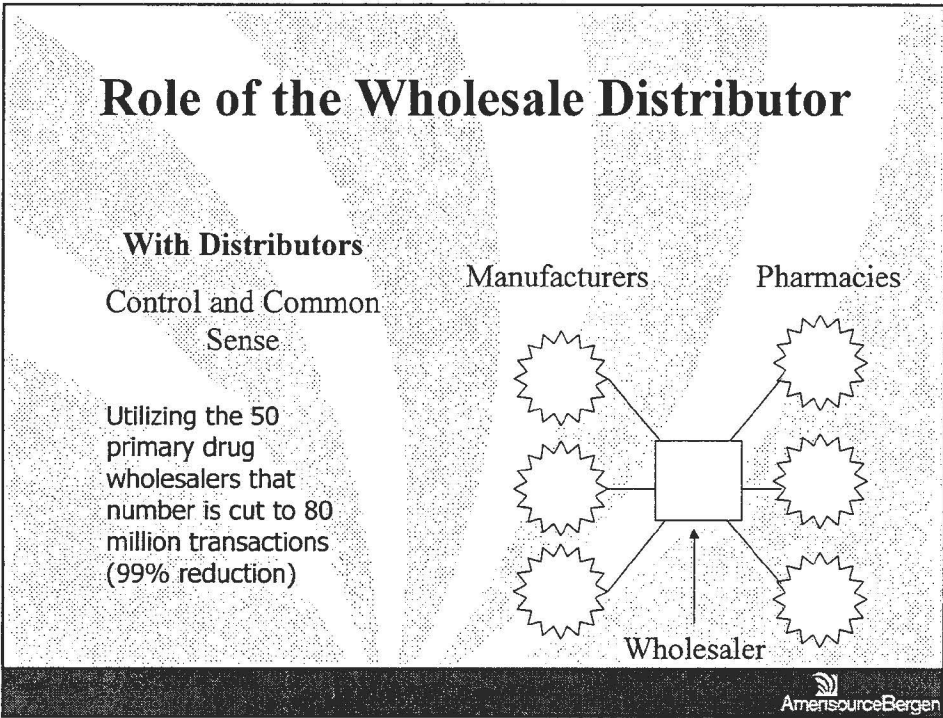 Role of the Wholesale Distributor
With Distributors
Control and Common
Sense
Utilizing the 50
primary drug
wholesalers that
number is cut to 80
million transactions
(99% reduction)
Manufacturers
Pharmacies
Wholesaler
AmerisourceBergen